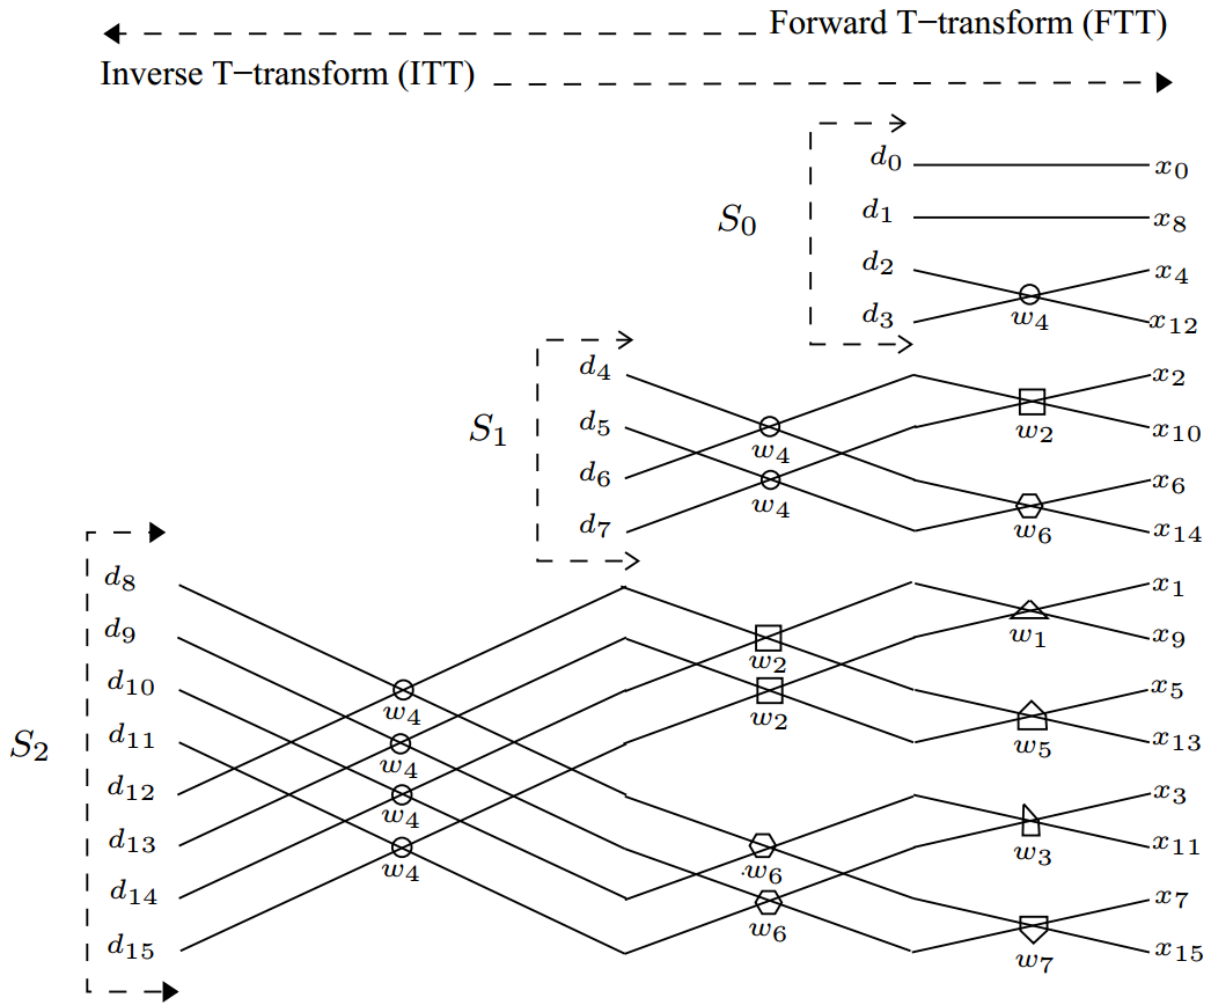 Forward T−transform (FTT)
Inverse T−transform (ITT)
d0 x0
S0 d1 x8
d2 x4
d3 w4 x12
d4 x2
S1 d5 w4 w2 x10
d6 w4 x6
d7 w6 x14
d8 x1
d9 w2 w1 x9
d10 w4 w2 x5
S2 d11 w4 w5 x13
d12 w4 x3
d13 w4 w6 w3 x11
d14 w6 x7
d15 w7 x15